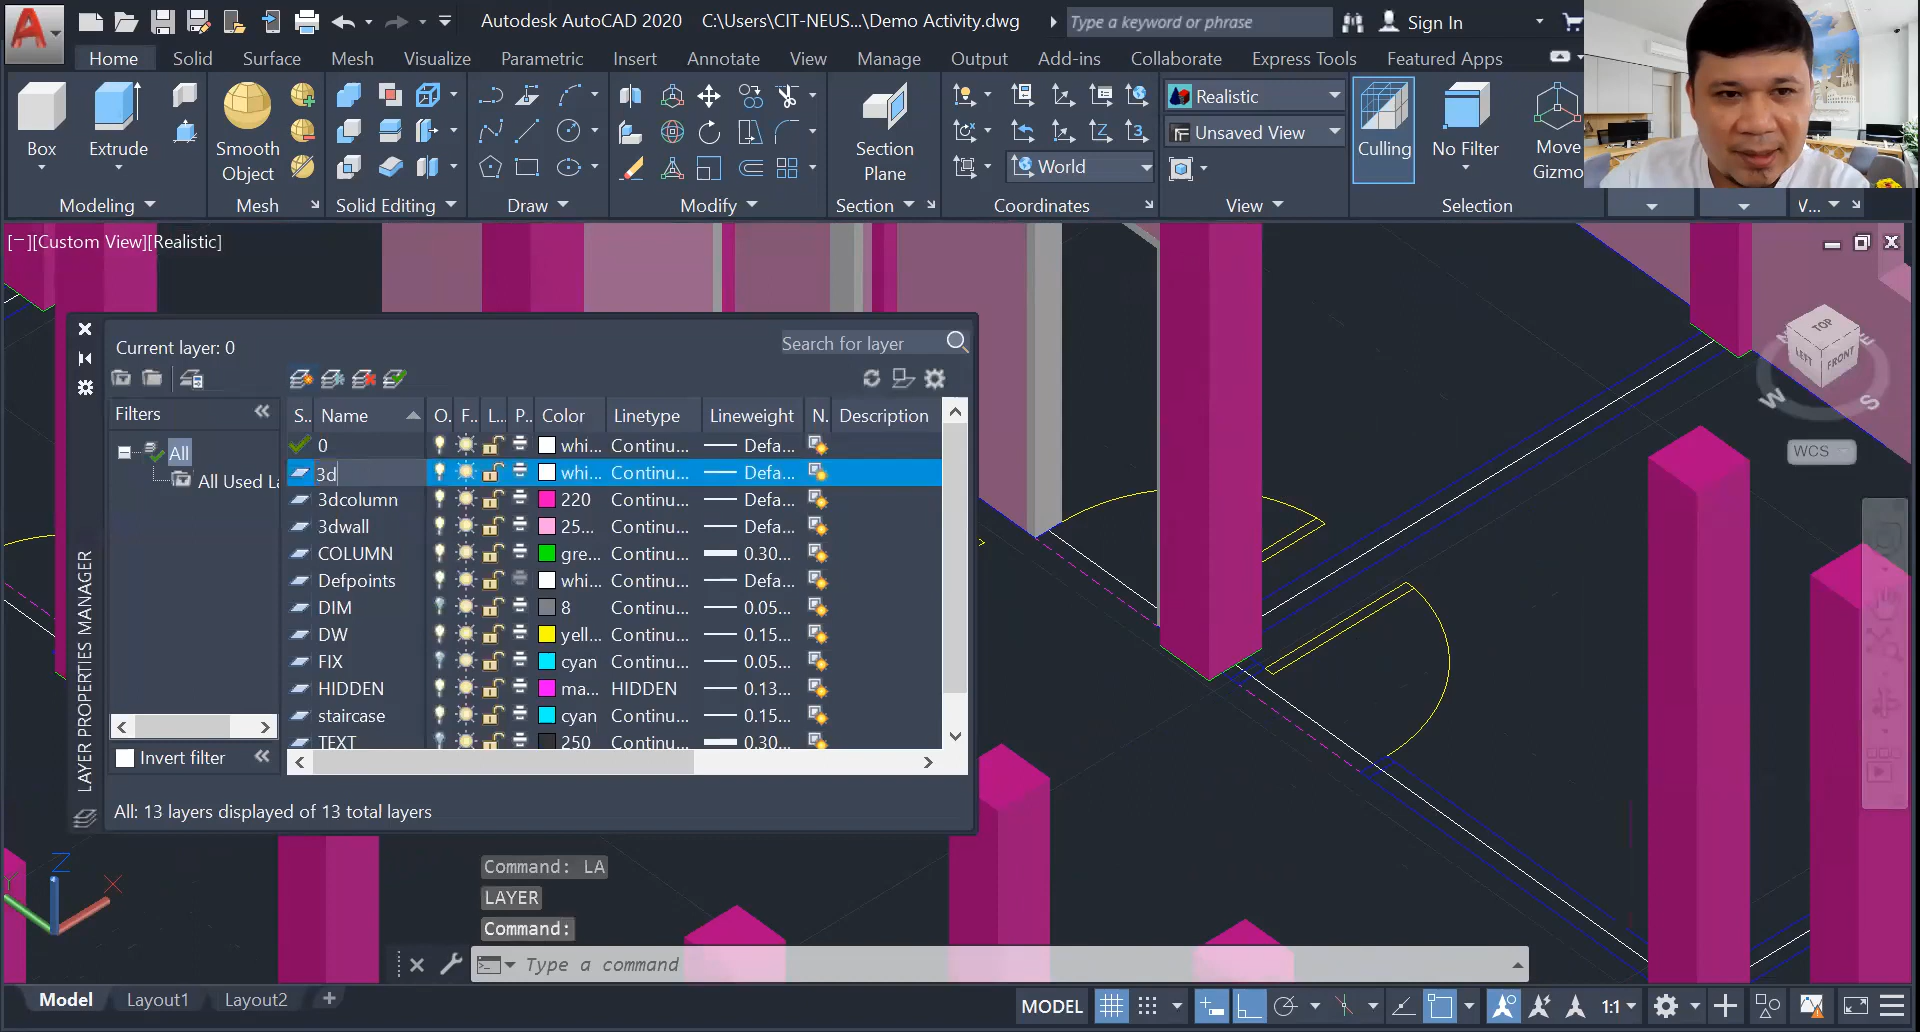 Autodesk AutoCAD 2020 C:\Users\CIT-NEUS...\Demo Activity.dwg
Type a keyword or phrase
Sign In
Home Solid Surface Mesh Visualize Parametric Insert Annotate View Manage Output Add-ins Collaborate Express Tools Featured Apps
Box
Extrude
Smooth
Object
Section
Plane
Realistic
Unsaved View
World
Culling
No Filter
Move
Gizmo
Modeling Mesh Solid Editing Draw Modify Section Coordinates View Selection V...
[−][Custom View][Realistic]
TOP
LEFT
FRONT
W
S
WCS
Current layer: 0
Search for layer
Filters
All
All Used La
S.. Name O. F.. L.. P.. Color Linetype Lineweight N. Description
0 whi... Continu... Defa...
3d whi... Continu... Defa...
3dcolumn 220 Continu... Defa...
3dwall 25... Continu... Defa...
COLUMN gre... Continu... 0.30...
Defpoints whi... Continu... Defa...
DIM 8 Continu... 0.05...
DW yell... Continu... 0.15...
FIX cyan Continu... 0.05...
HIDDEN ma... HIDDEN 0.13...
staircase cyan Continu... 0.15...
TEXT 250 Continu... 0.30...
Invert filter
All: 13 layers displayed of 13 total layers
LAYER PROPERTIES MANAGER
Z
X
Y
Command: LA
LAYER
Command:
Type a command
Model Layout1 Layout2 +
MODEL
1:1